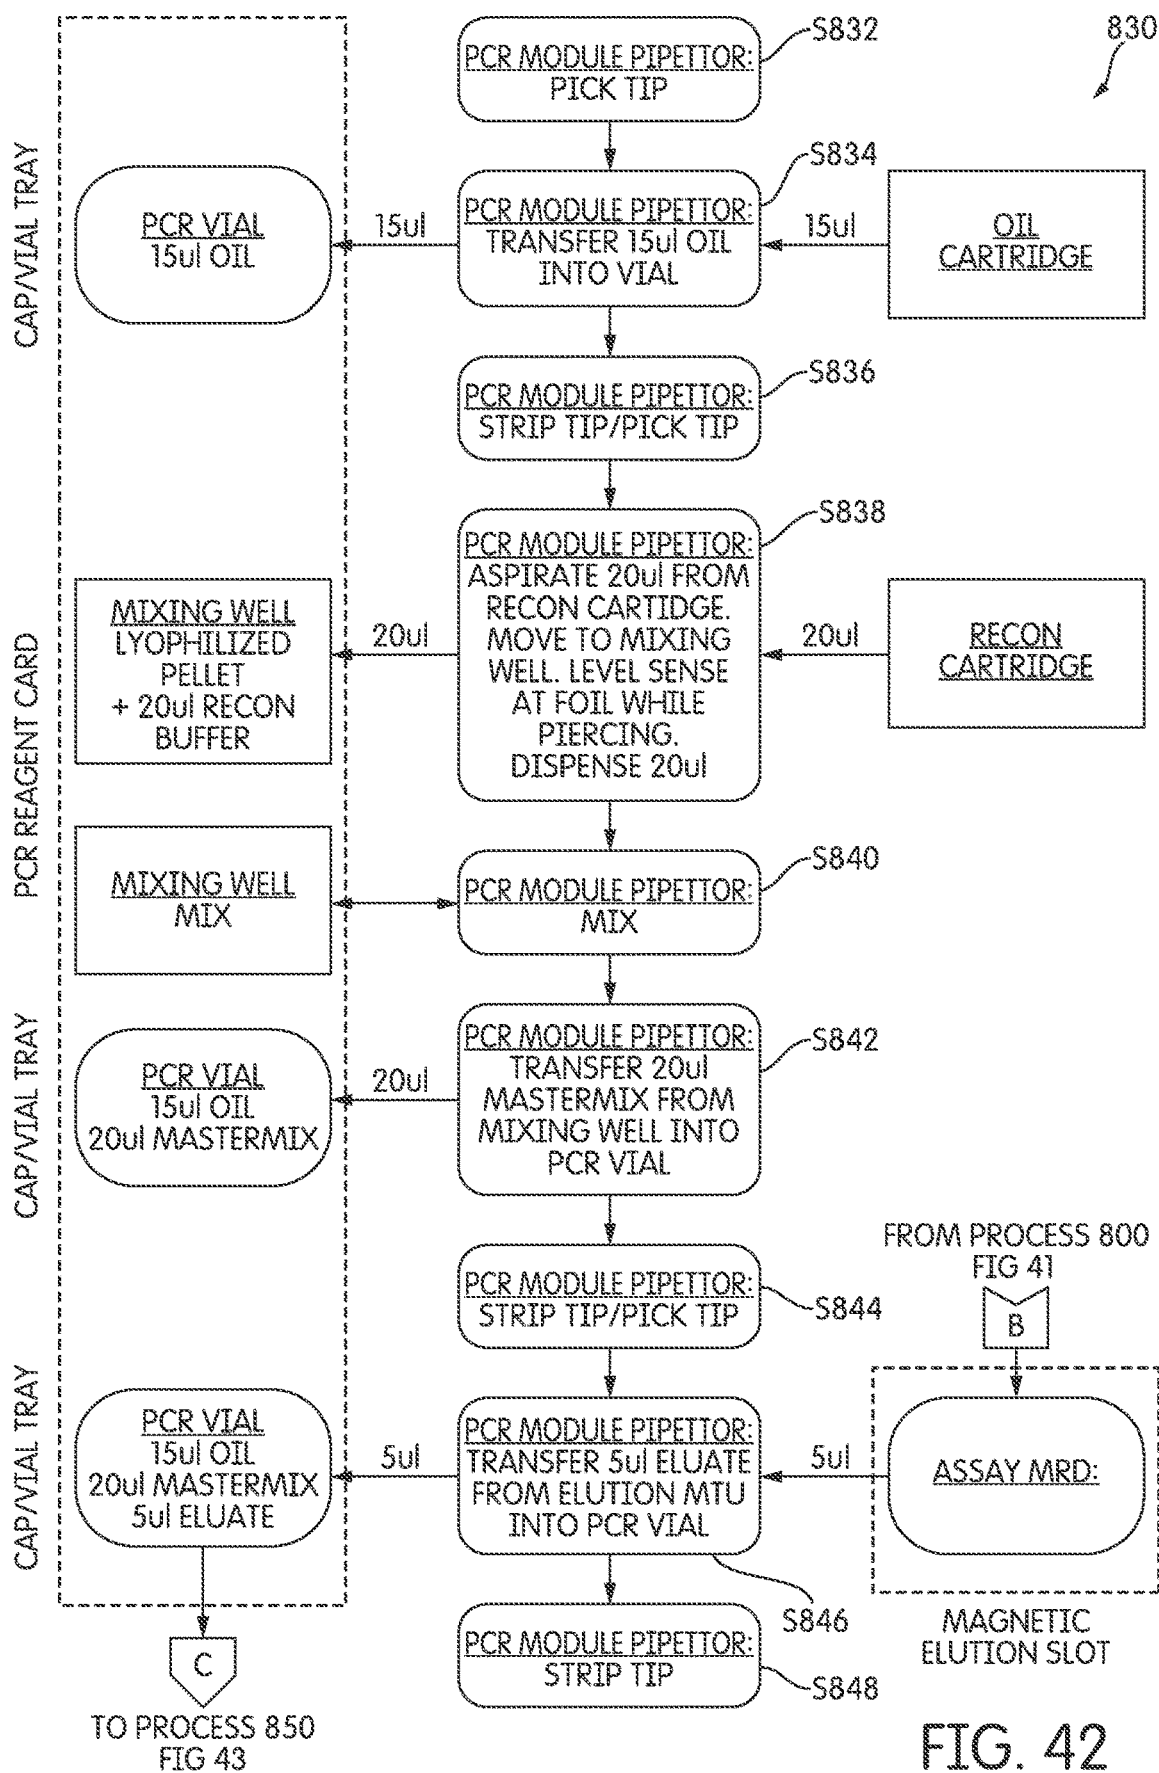 830
PCR MODULE PIPETTOR:
PICK TIP
S832
CAP/VIAL TRAY
PCR VIAL
15ul OIL
15ul
PCR MODULE PIPETTOR:
TRANSFER 15ul OIL
INTO VIAL
S834
15ul
OIL
CARTRIDGE
PCR MODULE PIPETTOR:
STRIP TIP/PICK TIP
S836
PCR REAGENT CARD
MIXING WELL
LYOPHILIZED
PELLET
+ 20ul RECON
BUFFER
20ul
PCR MODULE PIPETTOR:
ASPIRATE 20ul FROM
RECON CARTIDGE.
MOVE TO MIXING
WELL. LEVEL SENSE
AT FOIL WHILE
PIERCING.
DISPENSE 20ul
S838
20ul
RECON
CARTRIDGE
MIXING WELL
MIX
PCR MODULE PIPETTOR:
MIX
S840
CAP/VIAL TRAY
PCR VIAL
15ul OIL
20ul MASTERMIX
20ul
PCR MODULE PIPETTOR:
TRANSFER 20ul
MASTERMIX FROM
MIXING WELL INTO
PCR VIAL
S842
PCR MODULE PIPETTOR:
STRIP TIP/PICK TIP
S844
FROM PROCESS 800
FIG 41
B
CAP/VIAL TRAY
PCR VIAL
15ul OIL
20ul MASTERMIX
5ul ELUATE
5ul
PCR MODULE PIPETTOR:
TRANSFER 5ul ELUATE
FROM ELUTION MTU
INTO PCR VIAL
S846
5ul
ASSAY MRD:
MAGNETIC
ELUTION SLOT
PCR MODULE PIPETTOR:
STRIP TIP
S848
C
TO PROCESS 850
FIG 43
FIG. 42